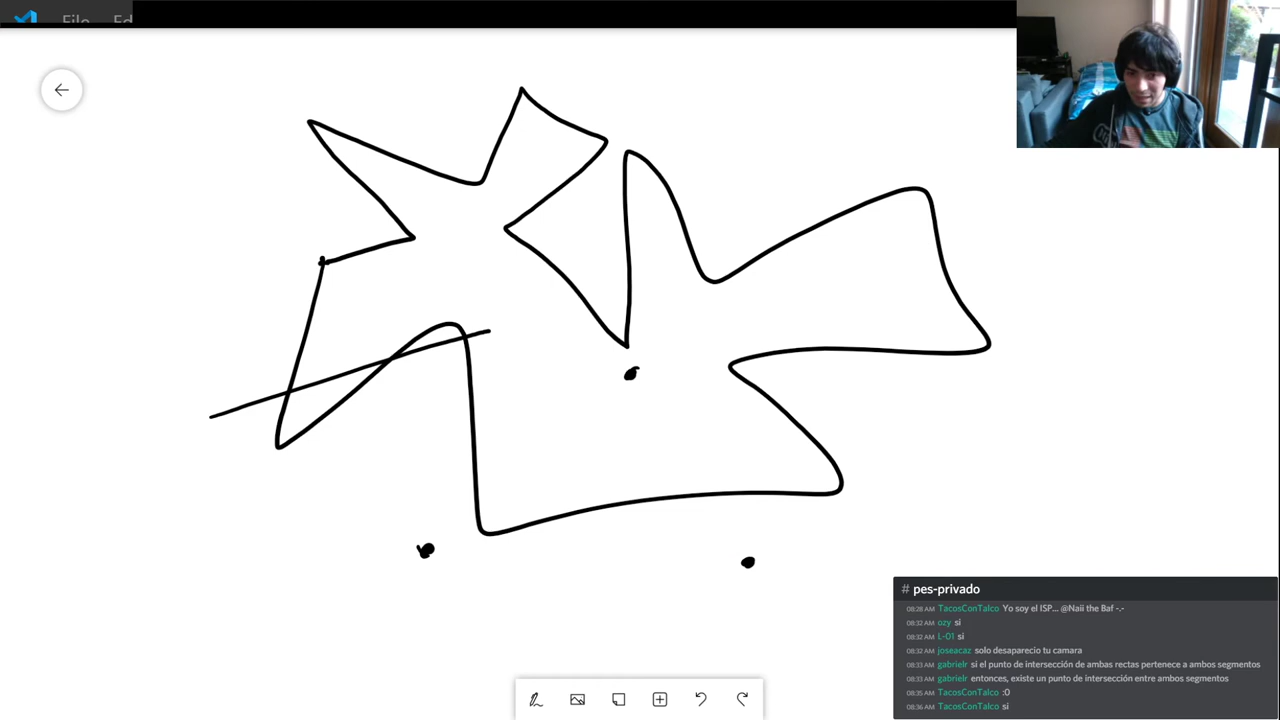 File Ed
# pes-privado
08:28 AM TacosConTalco Yo soy el ISP... @Naii the Baf -.-
08:32 AM ozy si
08:32 AM L-01 si
08:32 AM joseacaz solo desaparecio tu camara
08:33 AM gabrielr si el punto de intersección de ambas rectas pertenece a ambos segmentos
08:33 AM gabrielr entonces, existe un punto de intersección entre ambos segmentos
08:35 AM TacosConTalco :0
08:36 AM TacosConTalco si